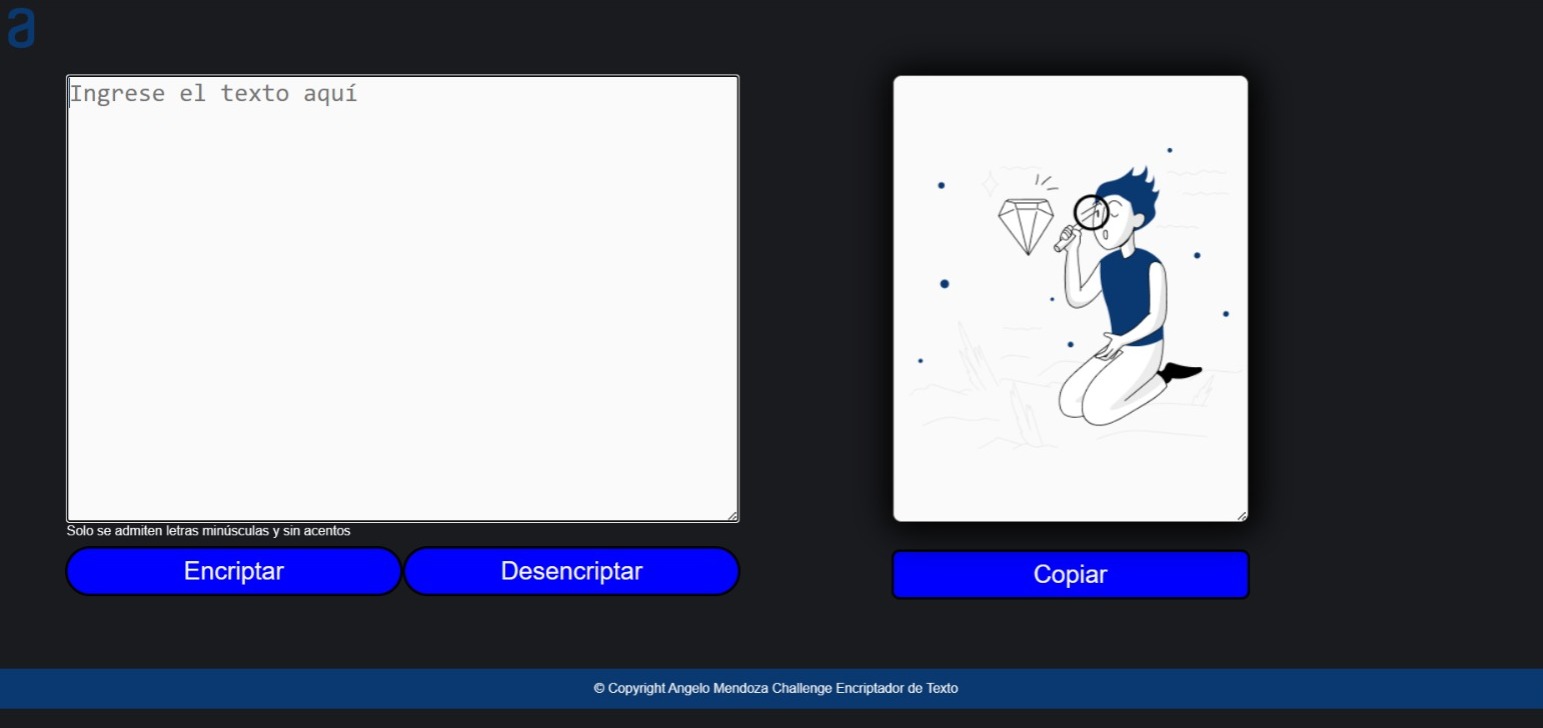 a
Ingrese el texto aquí
Solo se admiten letras minúsculas y sin acentos
Encriptar
Desencriptar
Copiar
© Copyright Angelo Mendoza Challenge Encriptador de Texto